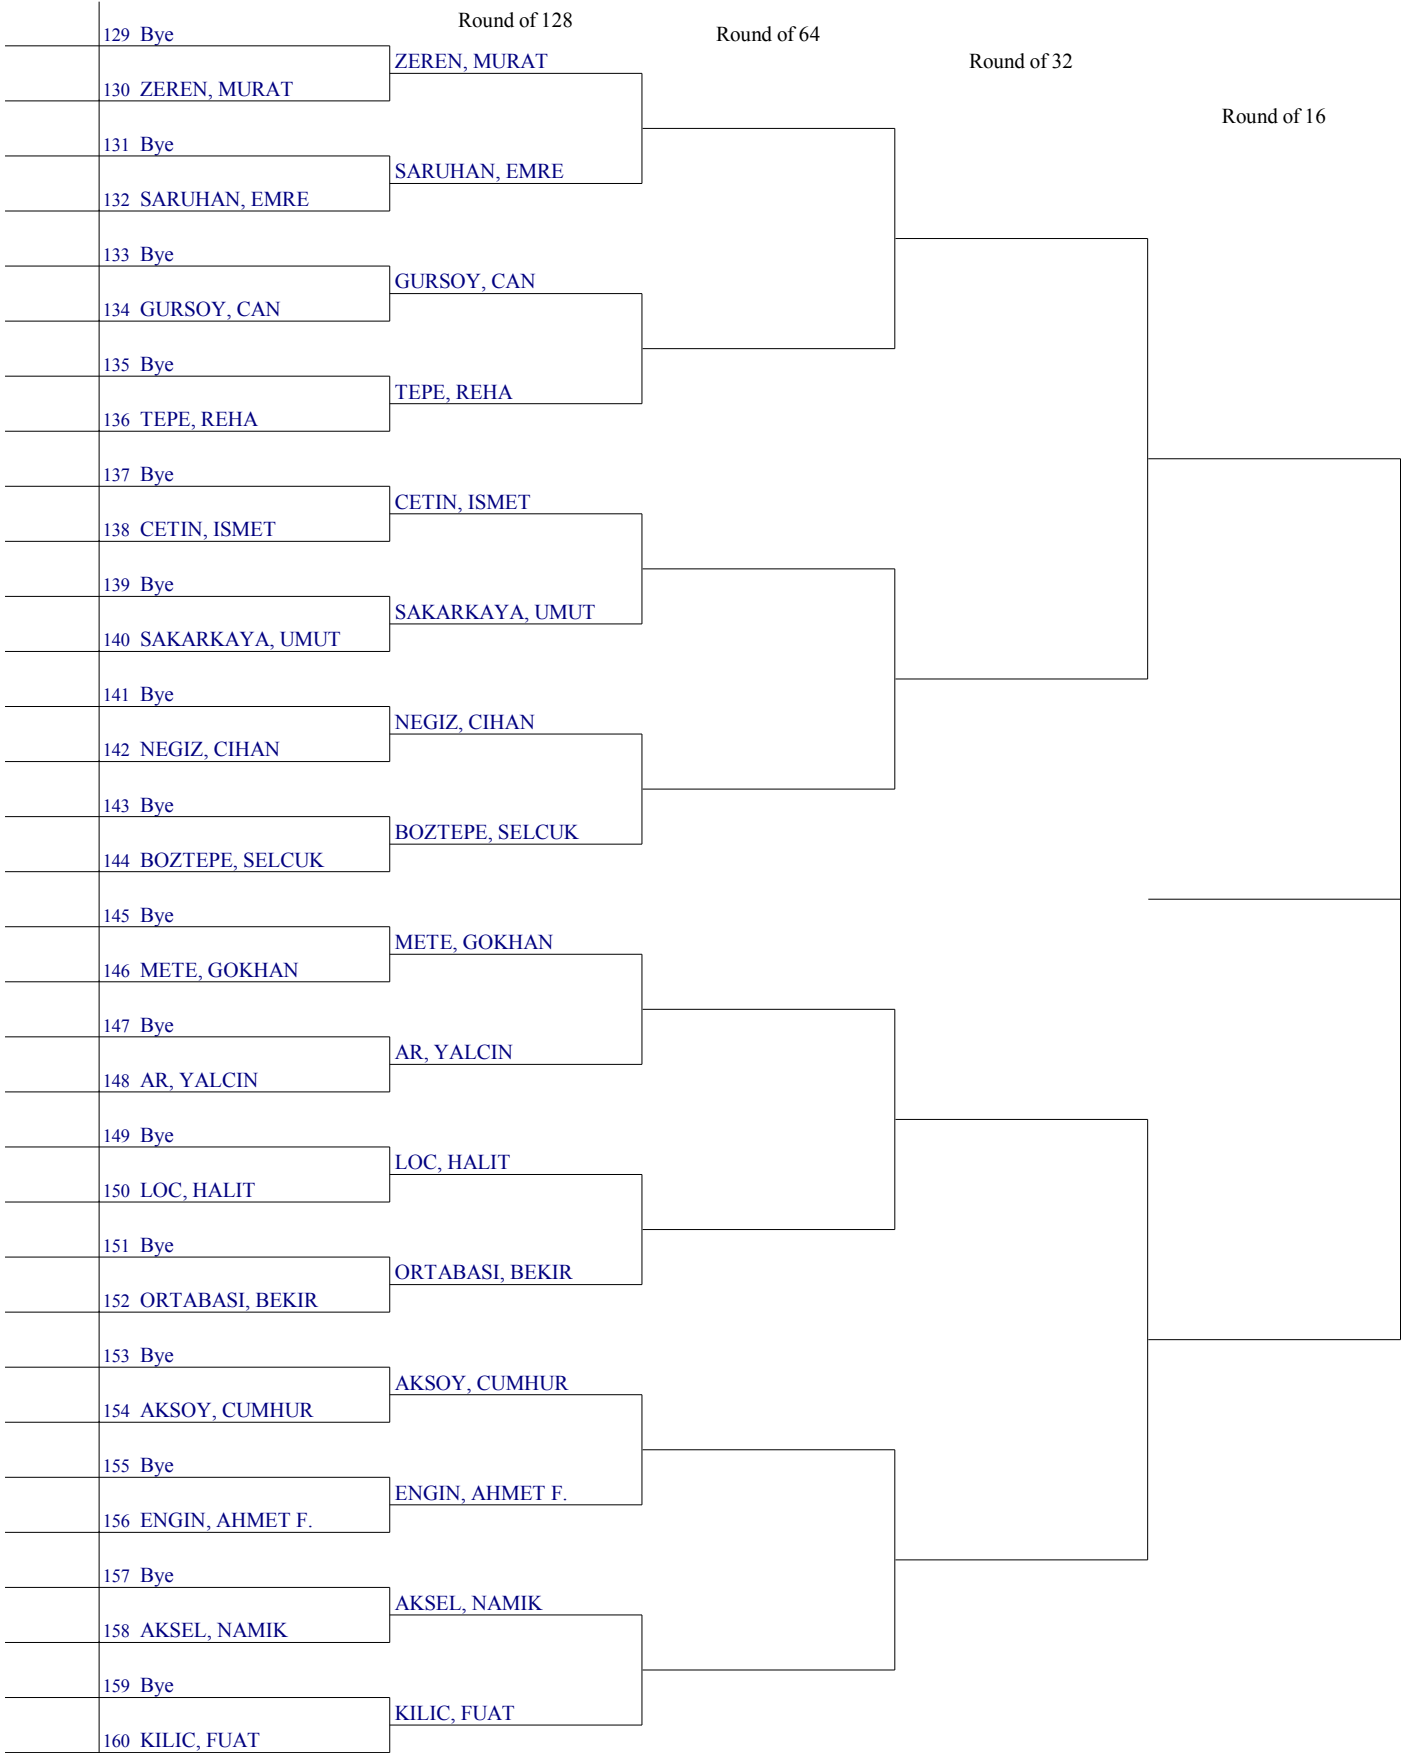 Round of 128
Round of 64
Round of 32
Round of 16
129 Bye
ZEREN, MURAT
130 ZEREN, MURAT
131 Bye
SARUHAN, EMRE
132 SARUHAN, EMRE
133 Bye
GURSOY, CAN
134 GURSOY, CAN
135 Bye
TEPE, REHA
136 TEPE, REHA
137 Bye
CETIN, ISMET
138 CETIN, ISMET
139 Bye
SAKARKAYA, UMUT
140 SAKARKAYA, UMUT
141 Bye
NEGIZ, CIHAN
142 NEGIZ, CIHAN
143 Bye
BOZTEPE, SELCUK
144 BOZTEPE, SELCUK
145 Bye
METE, GOKHAN
146 METE, GOKHAN
147 Bye
AR, YALCIN
148 AR, YALCIN
149 Bye
LOC, HALIT
150 LOC, HALIT
151 Bye
ORTABASI, BEKIR
152 ORTABASI, BEKIR
153 Bye
AKSOY, CUMHUR
154 AKSOY, CUMHUR
155 Bye
ENGIN, AHMET F.
156 ENGIN, AHMET F.
157 Bye
AKSEL, NAMIK
158 AKSEL, NAMIK
159 Bye
KILIC, FUAT
160 KILIC, FUAT